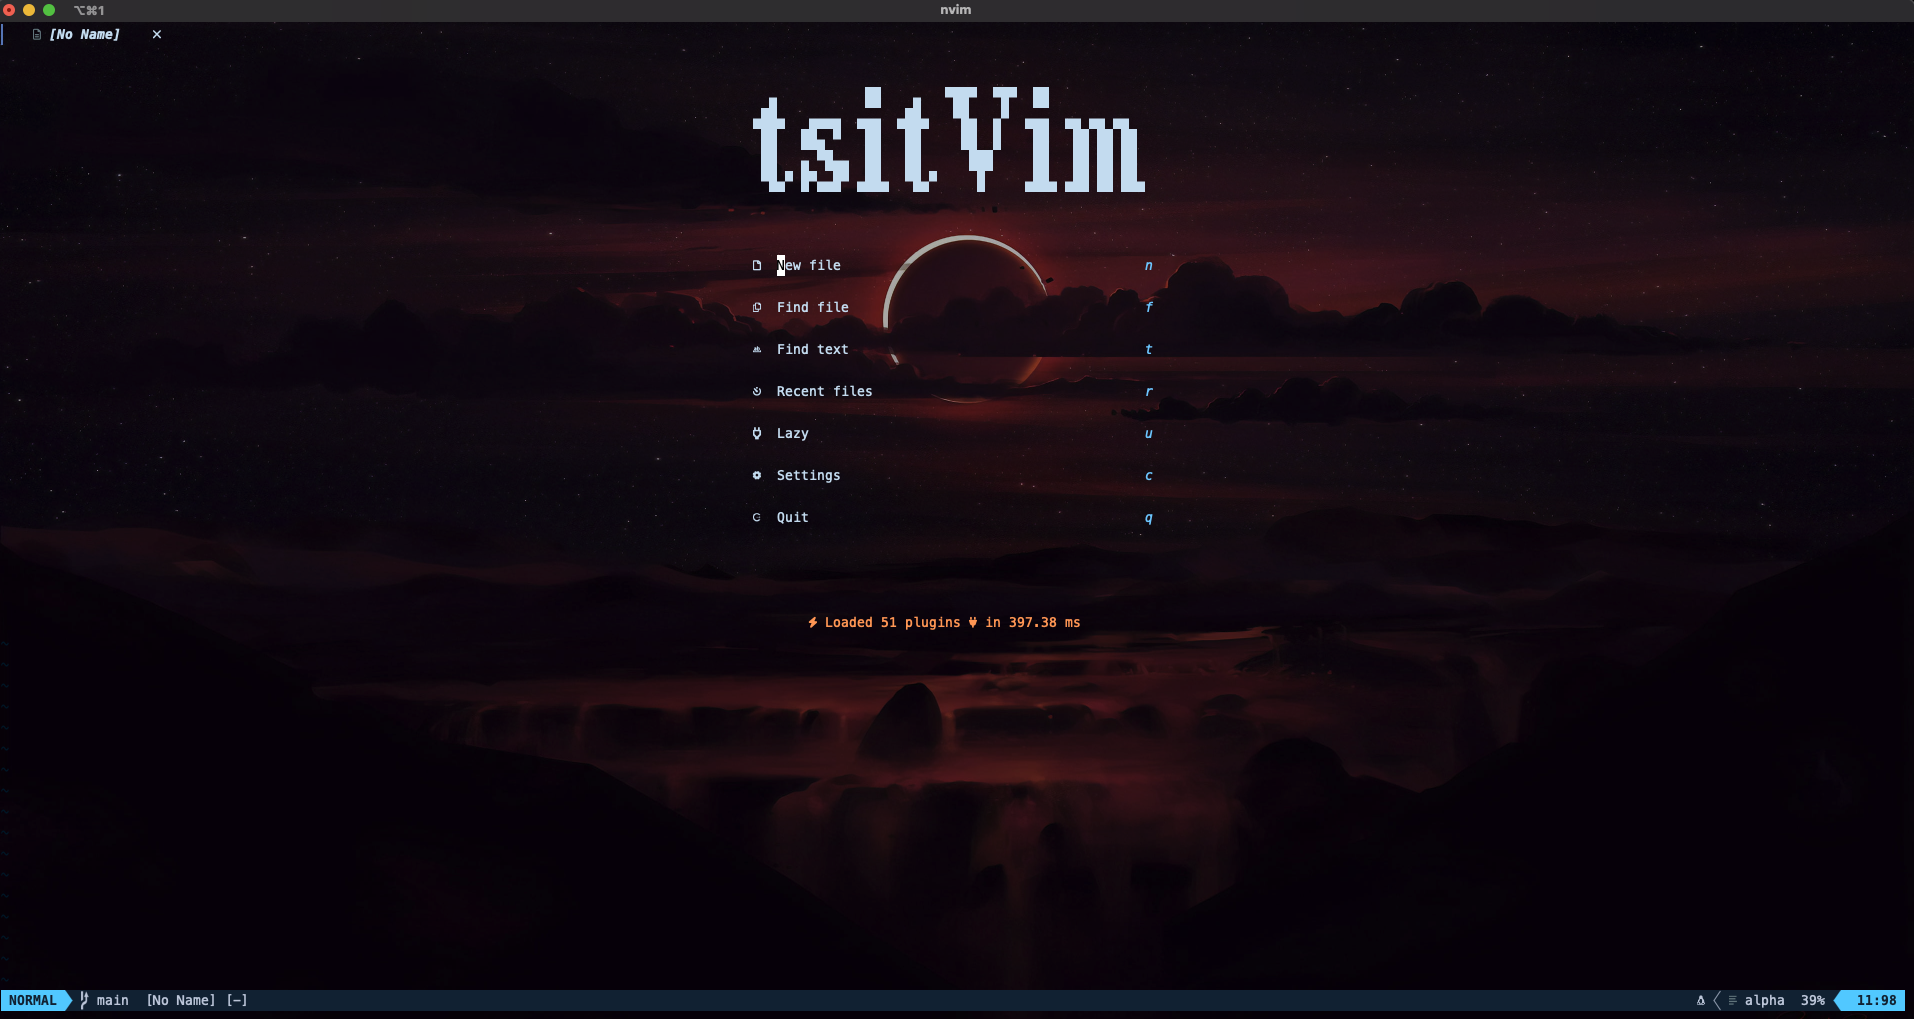 ⌥⌘1 nvim
[No Name] ×
tsitVim
New file n
Find file f
Find text t
Recent files r
Lazy u
Settings c
Quit q
Loaded 51 plugins in 397.38 ms
NORMAL main [No Name] [-] alpha 39% 11:98